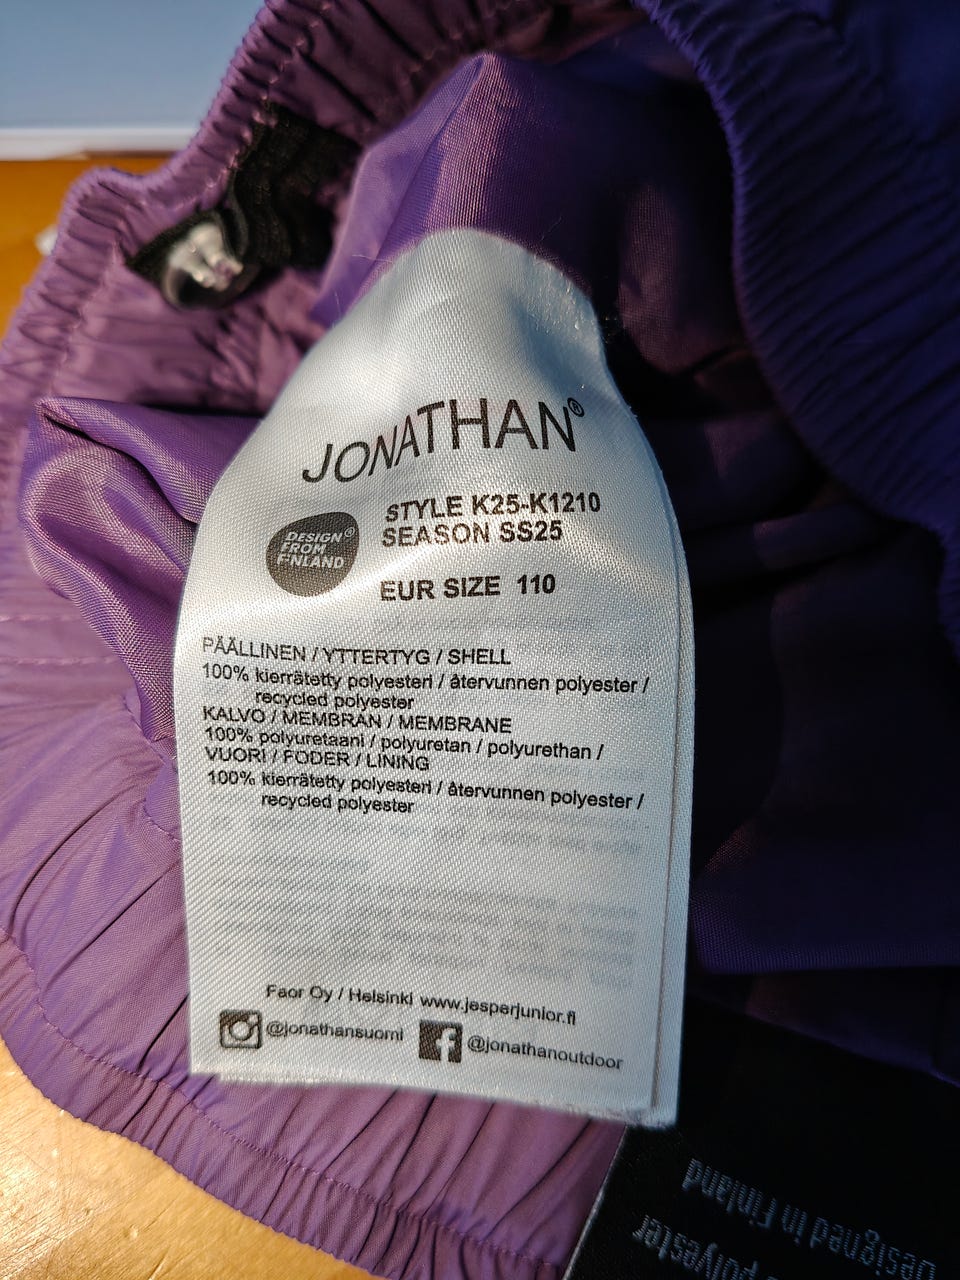 JONATHAN®
DESIGN®
FROM
FINLAND
STYLE K25-K1210
SEASON SS25
EUR SIZE 110
PÄÄLLINEN / YTTERTYG / SHELL
100% kierrätetty polyesteri / återvunnen polyester /
recycled polyester
KALVO / MEMBRAN / MEMBRANE
100% polyuretaani / polyuretan / polyurethan /
VUORI / FODER / LINING
100% kierrätetty polyesteri / återvunnen polyester /
recycled polyester
Faor Oy / Helsinki www.jesperjunior.fi
@jonathansuomi
@jonathanoutdoor
Designed in Finland
polyester